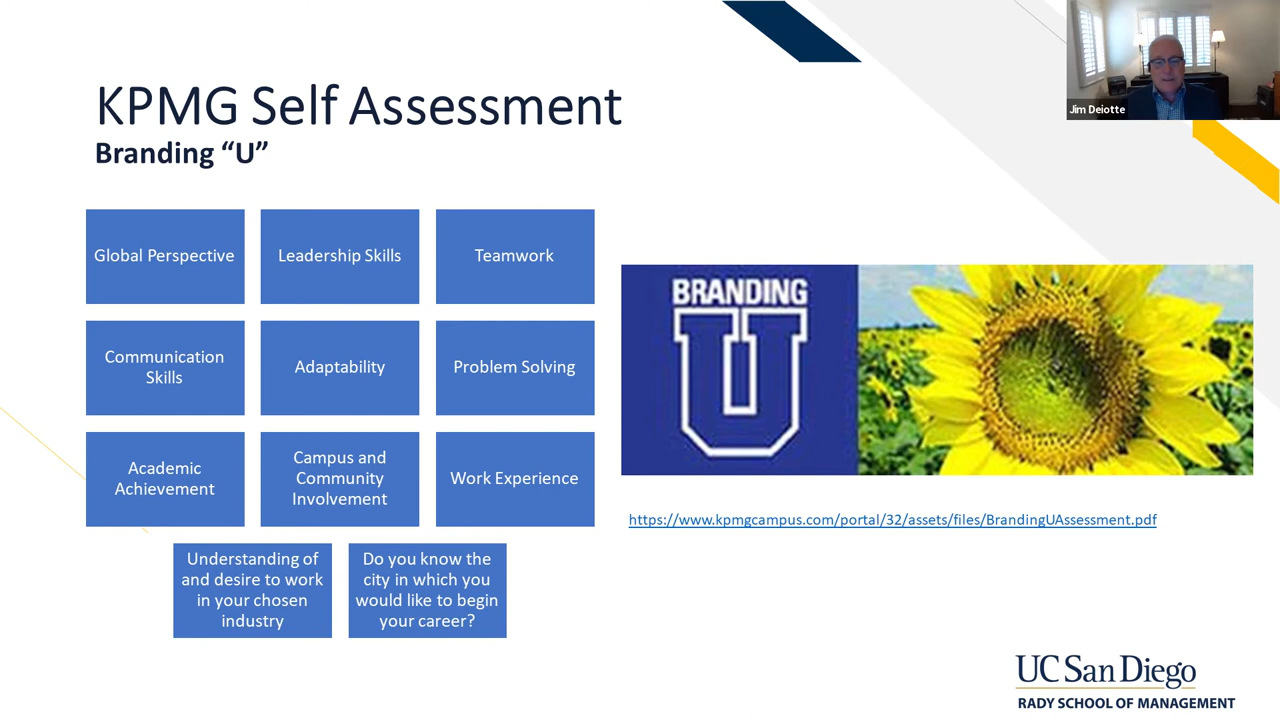 Jim Deiotte
KPMG Self Assessment
Branding “U”
Global Perspective
Leadership Skills
Teamwork
Communication
Skills
Adaptability
Problem Solving
Academic
Achievement
Campus and
Community
Involvement
Work Experience
Understanding of
and desire to work
in your chosen
industry
Do you know the
city in which you
would like to begin
your career?
BRANDING
U
https://www.kpmgcampus.com/portal/32/assets/files/BrandingUAssessment.pdf
UC San Diego
RADY SCHOOL OF MANAGEMENT